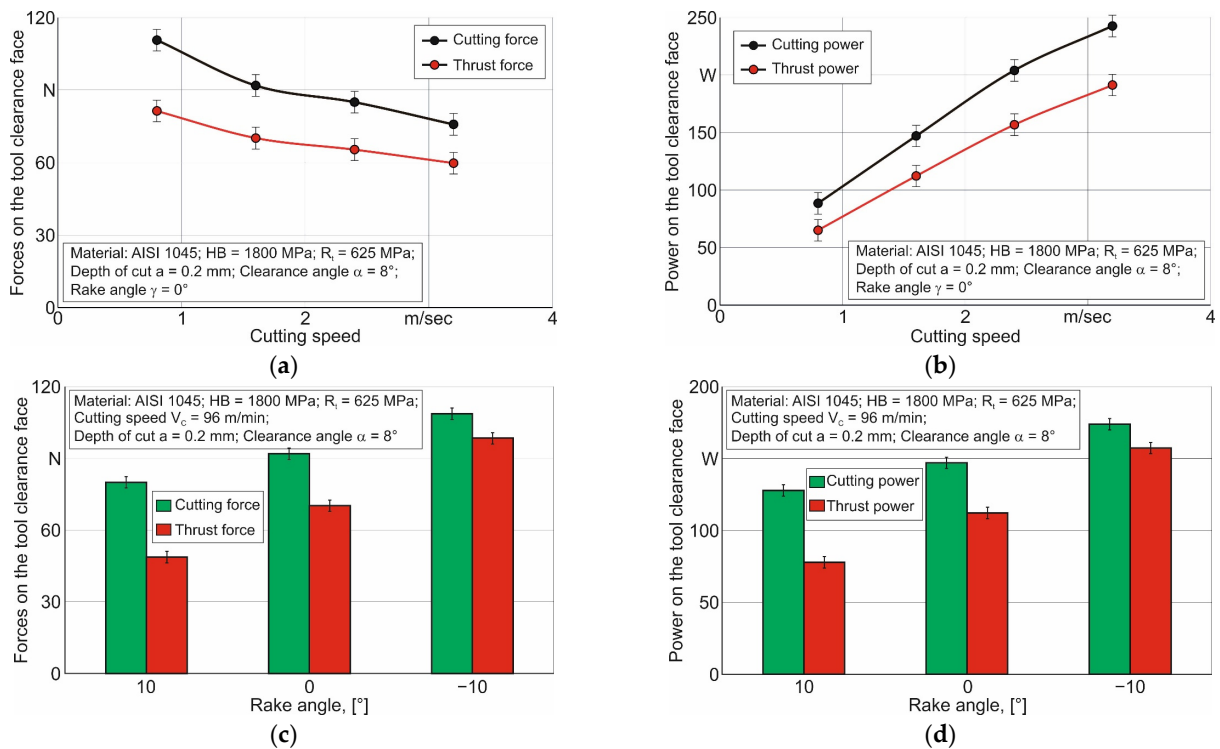 120
N
60
30
0
Forces on the tool clearance face
Cutting force
Thrust force
Material: AISI 1045; HB = 1800 MPa; Rt = 625 MPa;
Depth of cut a = 0.2 mm; Clearance angle α = 8°;
Rake angle γ = 0°
0 1 2 m/sec 4
Cutting speed
(a)
250
W
150
100
50
0
Power on the tool clearance face
Cutting power
Thrust power
Material: AISI 1045; HB = 1800 MPa; Rt = 625 MPa;
Depth of cut a = 0.2 mm; Clearance angle α = 8°;
Rake angle γ = 0°
1 2 m/sec 4
Cutting speed
(b)
120
N
60
30
0
Forces on the tool clearance face
Material: AISI 1045; HB = 1800 MPa; Rt = 625 MPa;
Cutting speed VC = 96 m/min;
Depth of cut a = 0.2 mm; Clearance angle α = 8°
Cutting force
Thrust force
10 0 −10
Rake angle, [°]
(c)
200
W
100
50
0
Power on the tool clearance face
Material: AISI 1045; HB = 1800 MPa; Rt = 625 MPa;
Cutting speed VC = 96 m/min;
Depth of cut a = 0.2 mm; Clearance angle α = 8°
Cutting power
Thrust power
10 0 −10
Rake angle, [°]
(d)